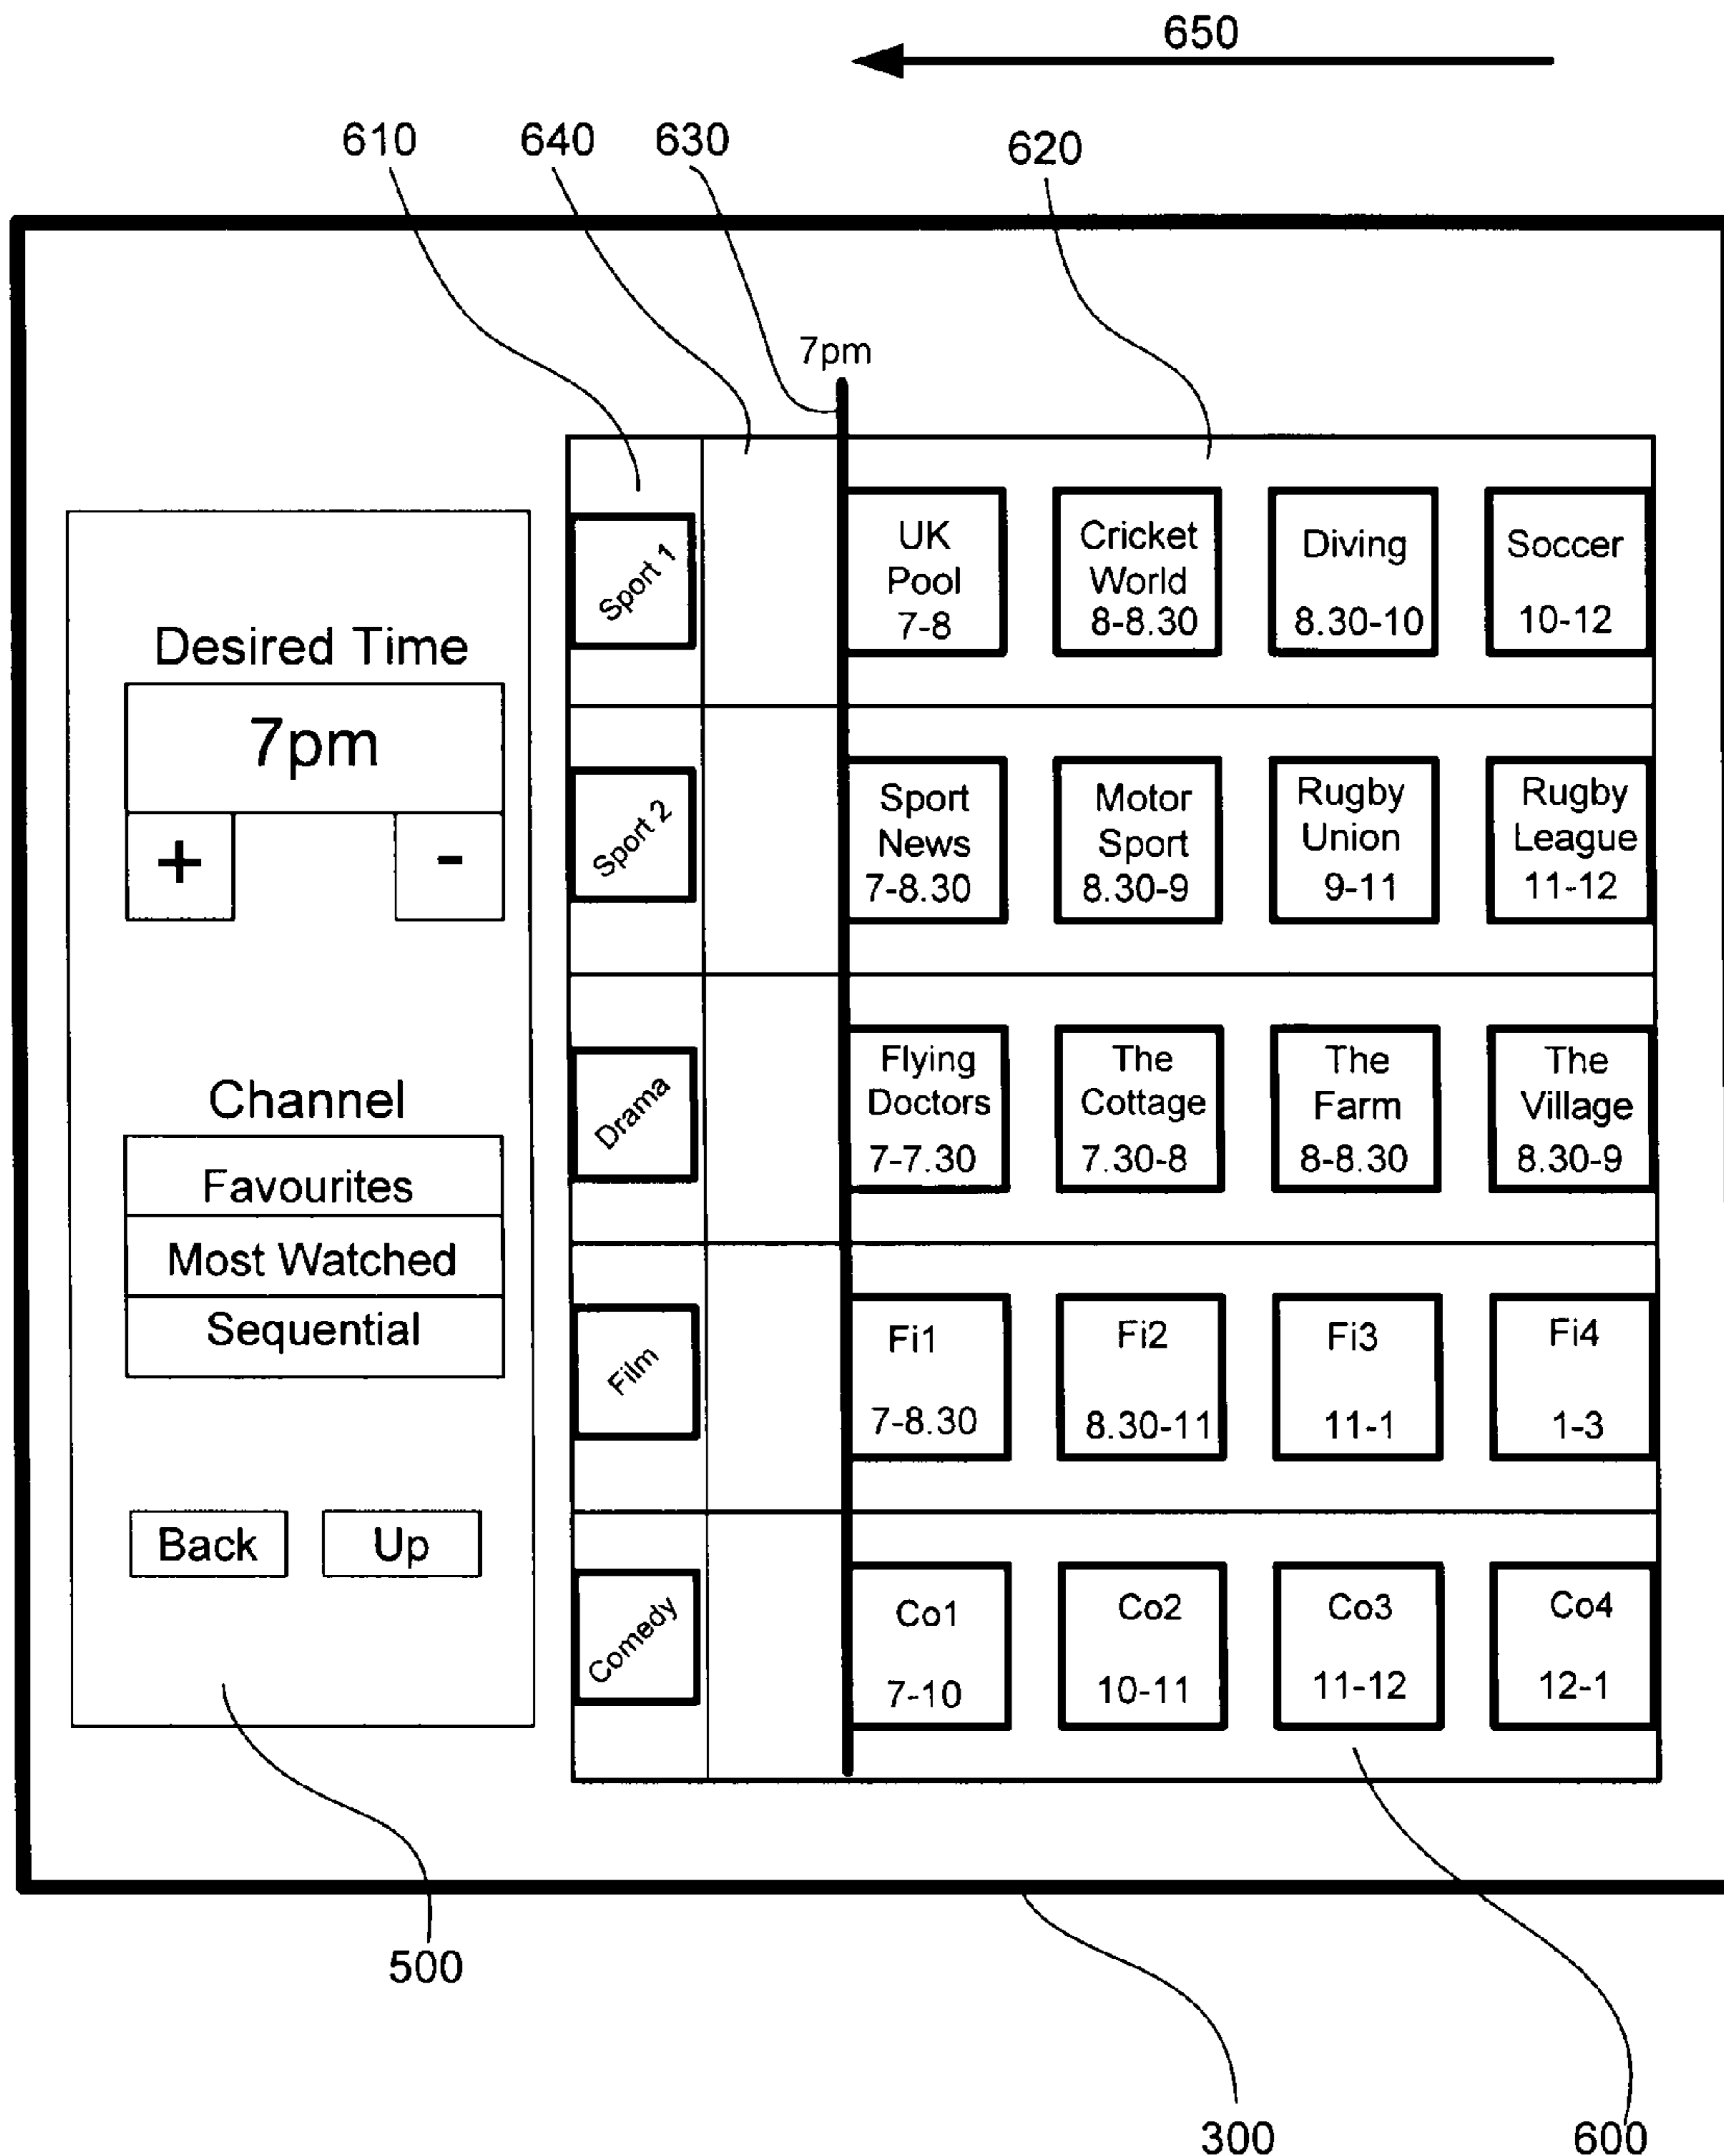 650
610
640
630
620
7pm
Desired Time
7pm
+
-
Channel
Favourites
Most Watched
Sequential
Back
Up
Sport 1
UK
Pool
7-8
Cricket
World
8-8.30
Diving
8.30-10
Soccer
10-12
Sport 2
Sport
News
7-8.30
Motor
Sport
8.30-9
Rugby
Union
9-11
Rugby
League
11-12
Drama
Flying
Doctors
7-7.30
The
Cottage
7.30-8
The
Farm
8-8.30
The
Village
8.30-9
Film
Fi1
7-8.30
Fi2
8.30-11
Fi3
11-1
Fi4
1-3
Comedy
Co1
7-10
Co2
10-11
Co3
11-12
Co4
12-1
500
300
600